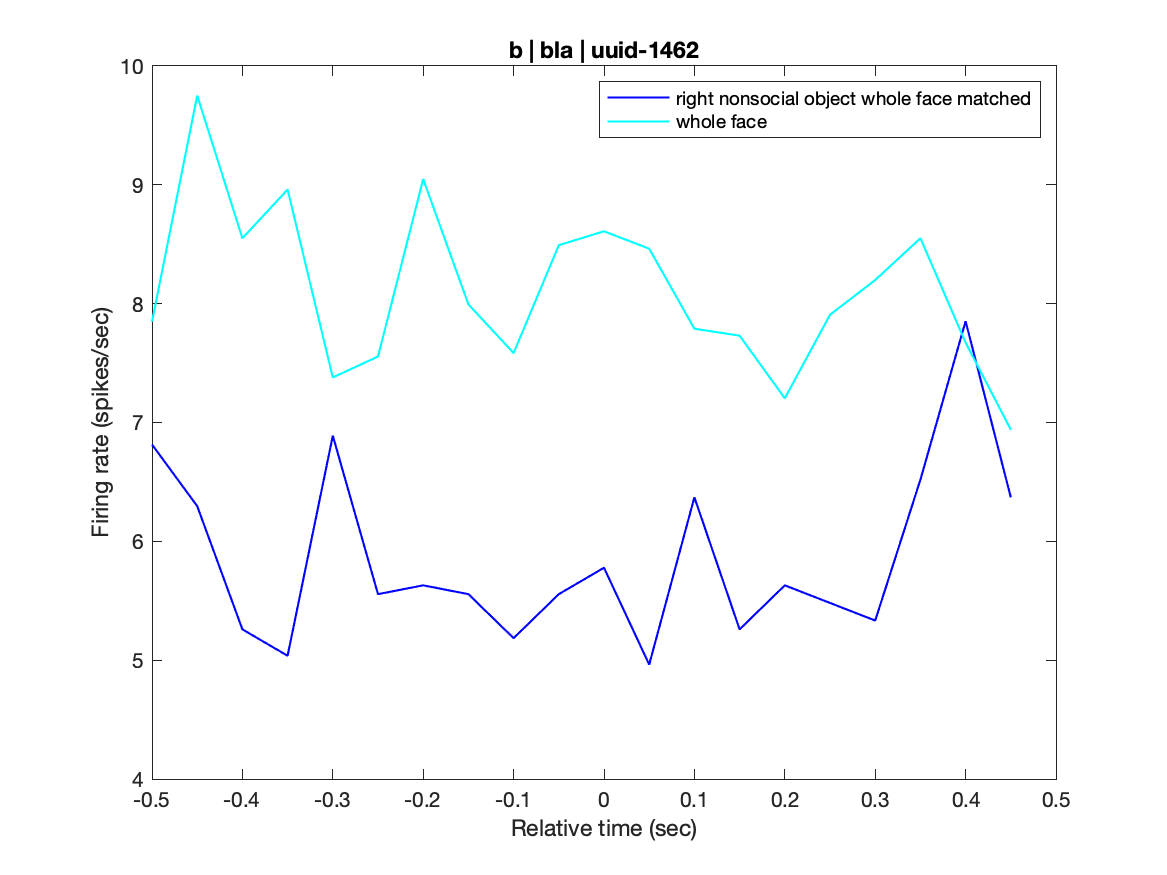 b | bla | uuid-1462
right nonsocial object whole face matched
whole face
10
9
8
7
6
5
4
Firing rate (spikes/sec)
-0.5 -0.4 -0.3 -0.2 -0.1 0 0.1 0.2 0.3 0.4 0.5
Relative time (sec)